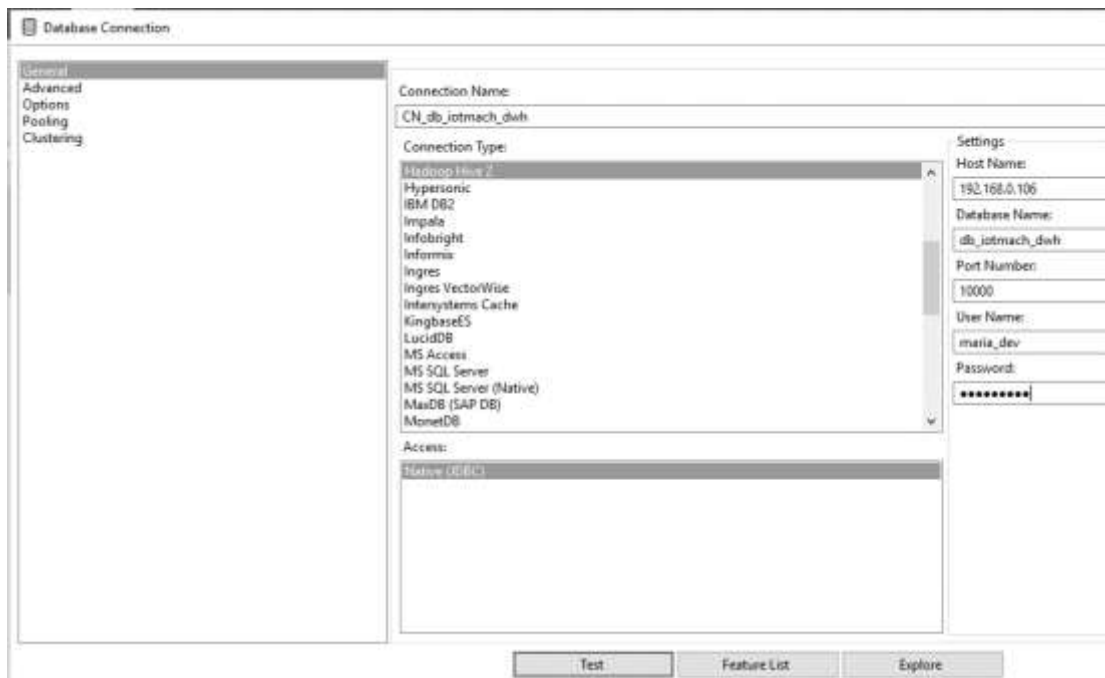 Database Connection
General
Advanced
Options
Pooling
Clustering
Connection Name:
CN_db_iotmach_dwh
Connection Type:
Hadoop Hive 2
Hypersonic
IBM DB2
Impala
Infobright
Informix
Ingres
Ingres VectorWise
Intersystems Cache
KingbaseES
LucidDB
MS Access
MS SQL Server
MS SQL Server (Native)
MaxDB (SAP DB)
MonetDB
Access:
Native (JDBC)
Settings
Host Name:
192.168.0.106
Database Name:
db_iotmach_dwh
Port Number:
10000
User Name:
maria_dev
Password:
●●●●●●●●●
Test
Feature List
Explore